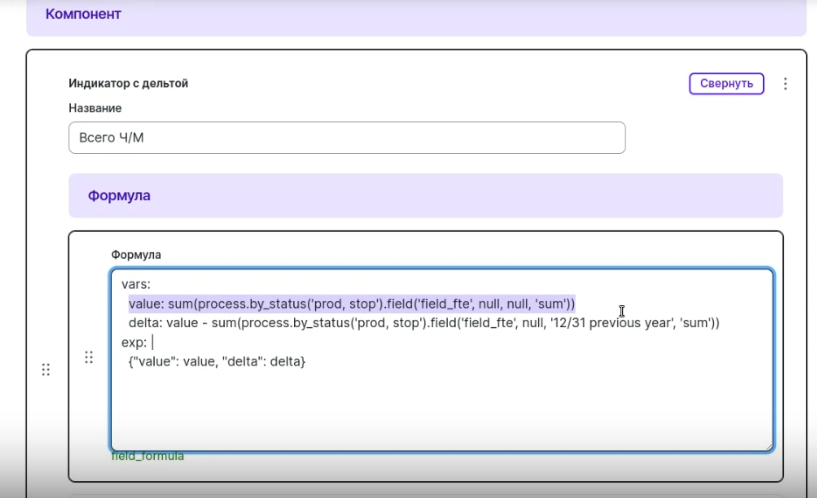 Компонент
Индикатор с дельтой
Свернуть
Название
Всего Ч/М
Формула
Формула
vars:
value: sum(process.by_status('prod, stop').field('field_fte', null, null, 'sum'))
delta: value - sum(process.by_status('prod, stop').field('field_fte', null, '12/31 previous year', 'sum'))
exp: |
{"value": value, "delta": delta}
field_formula